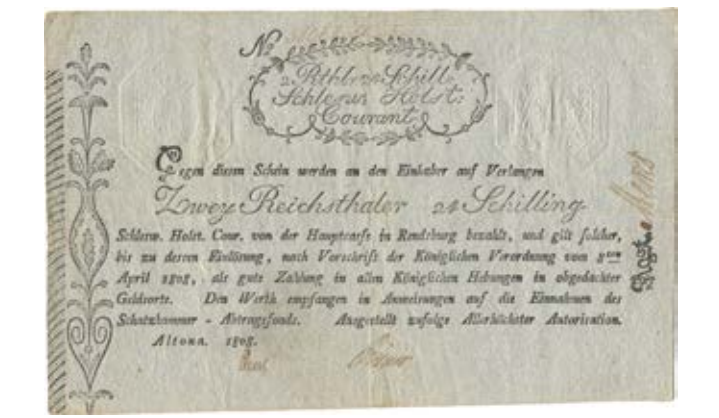 No
2 Rthlr 24 Schill:
Schlesw: Holst:
Courant
Gegen diesen Schein werden an den Einhaber auf Verlangen
Zwey Reichsthaler 24 Schilling
Schlesw. Holst. Cour. von der Hauptcasse in Rendsburg bezahlt, und gilt solcher,
bis zu dessen Einlösung, nach Vorschrift der Königlichen Verordnung vom 8ten
April 1808, als gute Zahlung in allen Königlichen Hebungen in obgedachter
Geldsorte. Den Werth empfangen in Anweisungen auf die Einnahmen des
Schatzkammer - Abtragsfonds. Ausgestellt zufolge Allerhöchster Autorisation.
Altona. 1808.